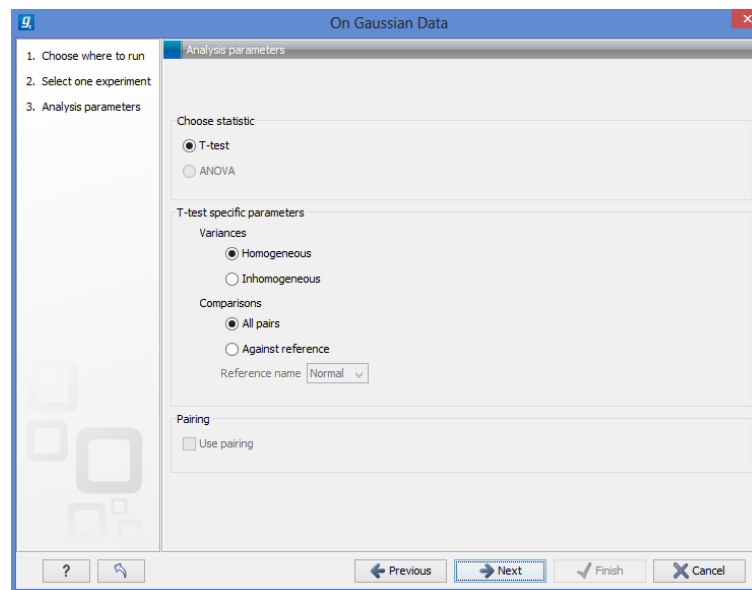 On Gaussian Data
1. Choose where to run
2. Select one experiment
3. Analysis parameters
Analysis parameters
Choose statistic
T-test
ANOVA
T-test specific parameters
Variances
Homogeneous
Inhomogeneous
Comparisons
All pairs
Against reference
Reference name Normal
Pairing
Use pairing
? Previous Next Finish Cancel